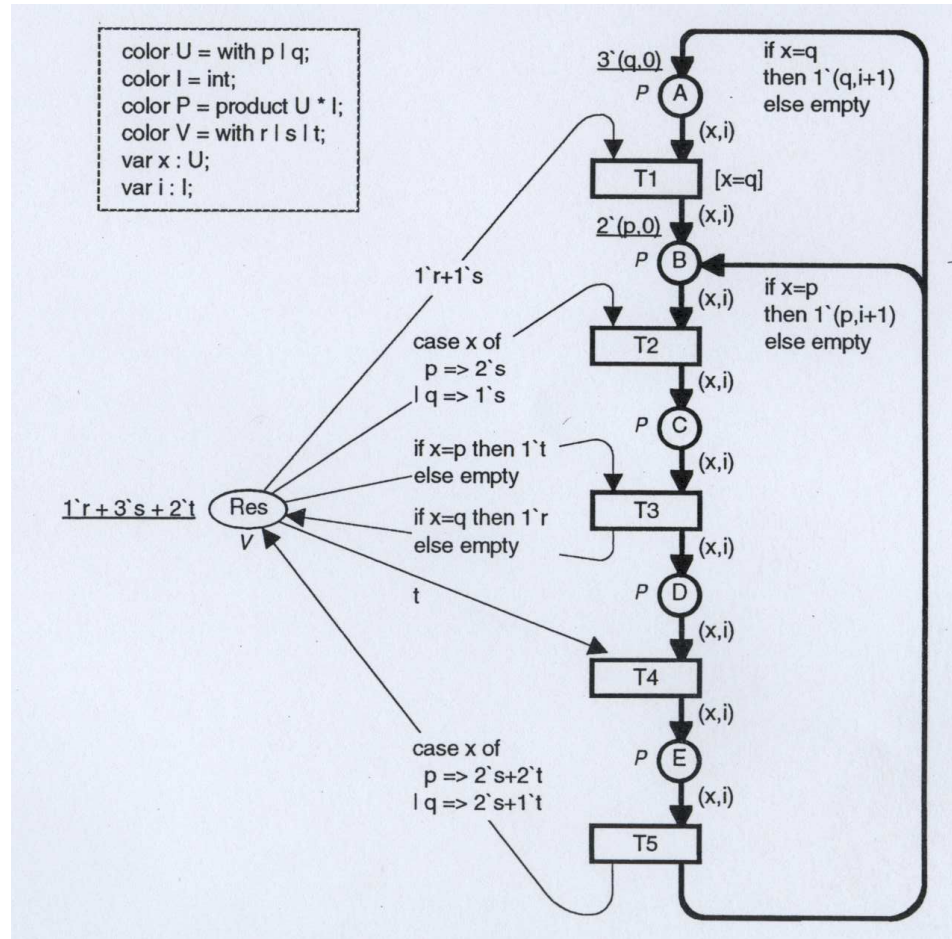 color U = with p | q;
color I = int;
color P = product U * I;
color V = with r | s | t;
var x : U;
var i : I;
3`(q,0)
P
A
if x=q
then 1`(q,i+1)
else empty
(x,i)
T1
[x=q]
(x,i)
2`(p,0)
P
B
1`r+1`s
(x,i)
if x=p
then 1`(p,i+1)
else empty
case x of
p => 2`s
| q => 1`s
T2
(x,i)
P
C
(x,i)
if x=p then 1`t
else empty
1`r + 3`s + 2`t
Res
V
T3
if x=q then 1`r
else empty
(x,i)
P
D
t
(x,i)
T4
(x,i)
case x of
p => 2`s+2`t
| q => 2`s+1`t
P
E
(x,i)
T5